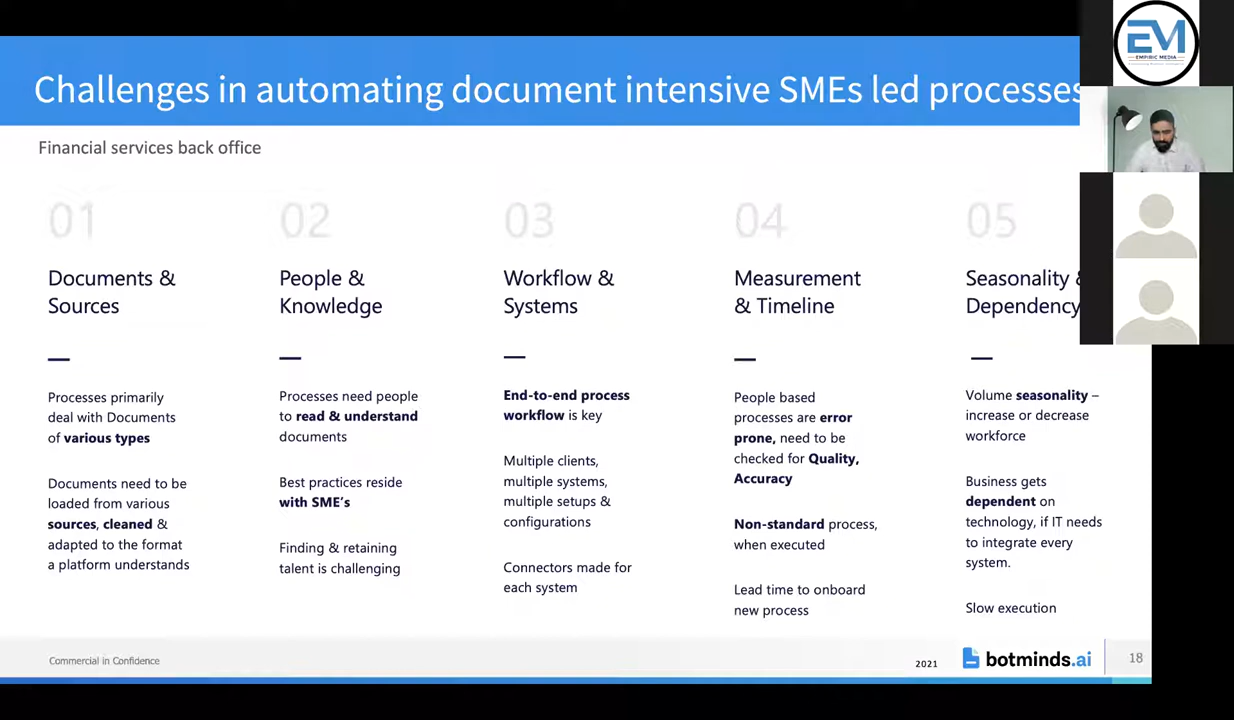 Challenges in automating document intensive SMEs led processes
Financial services back office
01
Documents &
Sources
Processes primarily
deal with Documents
of various types
Documents need to be
loaded from various
sources, cleaned &
adapted to the format
a platform understands
02
People &
Knowledge
Processes need people
to read & understand
documents
Best practices reside
with SME's
Finding & retaining
talent is challenging
03
Workflow &
Systems
End-to-end process
workflow is key
Multiple clients,
multiple systems,
multiple setups &
configurations
Connectors made for
each system
04
Measurement
& Timeline
People based
processes are error
prone, need to be
checked for Quality,
Accuracy
Non-standard process,
when executed
Lead time to onboard
new process
05
Seasonality &
Dependency
Volume seasonality –
increase or decrease
workforce
Business gets
dependent on
technology, if IT needs
to integrate every
system.
Slow execution
Commercial in Confidence
2021
botminds.ai
18
EM
EMPIRIC MEDIA